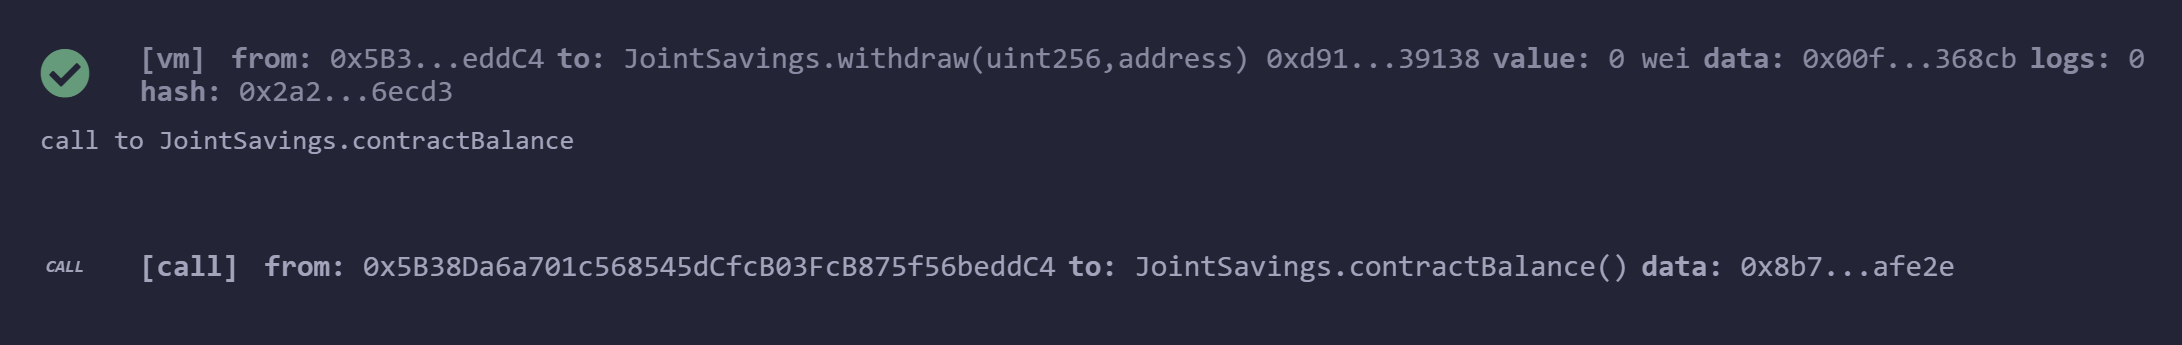 [vm] from: 0x5B3...eddC4 to: JointSavings.withdraw(uint256,address) 0xd91...39138 value: 0 wei data: 0x00f...368cb logs: 0
hash: 0x2a2...6ecd3
call to JointSavings.contractBalance
CALL [call] from: 0x5B38Da6a701c568545dCfcB03FcB875f56beddC4 to: JointSavings.contractBalance() data: 0x8b7...afe2e